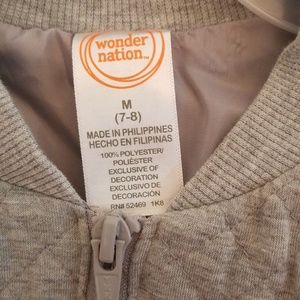 wonder
nation™
M
(7-8)
MADE IN PHILIPPINES
HECHO EN FILIPINAS
100% POLYESTER/
POLIÉSTER
EXCLUSIVE OF
DECORATION
EXCLUSIVO DE
DECORACIÓN
RN# 52469 1K8